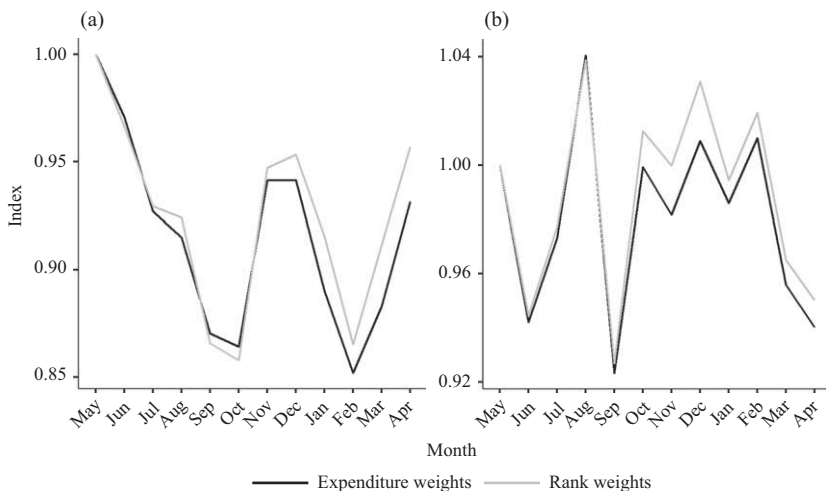 (a)
(b)
Index
1.00
0.95
0.90
0.85
May Jun Jul Aug Sep Oct Nov Dec Jan Feb Mar Apr
1.04
1.00
0.96
0.92
May Jun Jul Aug Sep Oct Nov Dec Jan Feb Mar Apr
Month
Expenditure weights
Rank weights